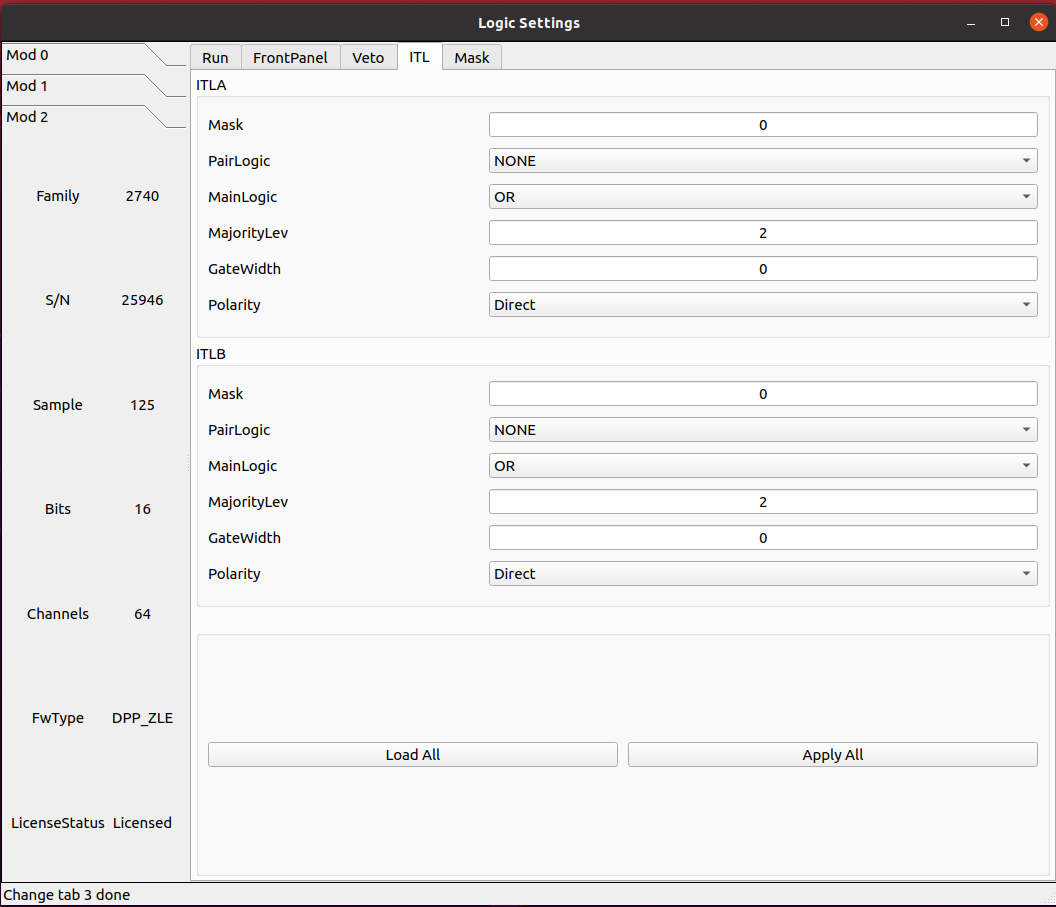 Logic Settings
Mod 0
Mod 1
Mod 2
Family 2740
S/N 25946
Sample 125
Bits 16
Channels 64
FwType DPP_ZLE
LicenseStatus Licensed
Run FrontPanel Veto ITL Mask
ITLA
Mask 0
PairLogic NONE
MainLogic OR
MajorityLev 2
GateWidth 0
Polarity Direct
ITLB
Mask 0
PairLogic NONE
MainLogic OR
MajorityLev 2
GateWidth 0
Polarity Direct
Load All Apply All
Change tab 3 done